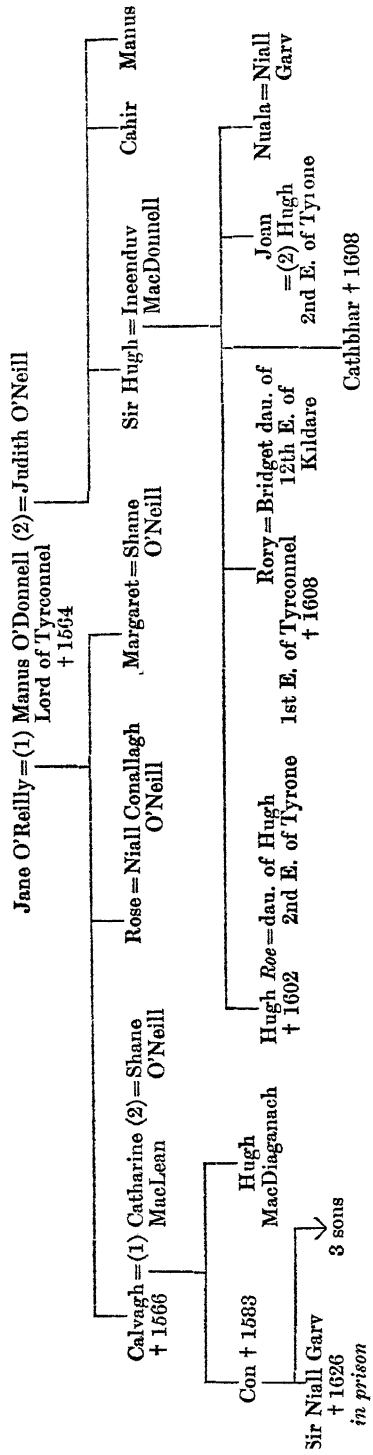 Jane O'Reilly=(1) Manus O'Donnell (2)=Judith O'Neill
Lord of Tyrconnel
†1564
Calvagh=(1) Catharine (2)=Shane
†1566 MacLean O'Neill
Rose=Niall Conallagh
O'Neill
Margaret=Shane
O'Neill
Sir Hugh=Ineenduv
MacDonnell
Cahir
Manus
Con †1583
Hugh
MacDiaganach
Hugh Roe=dau. of Hugh
†1602 2nd E. of Tyrone
Rory=Bridget dau. of
1st E. of Tyrconnel 12th E. of
†1608 Kildare
Cathbhar †1608
Joan
=(2) Hugh
2nd E. of Tyrone
Nuala=Niall
Garv
Sir Niall Garv
†1626
in prison
3 sons